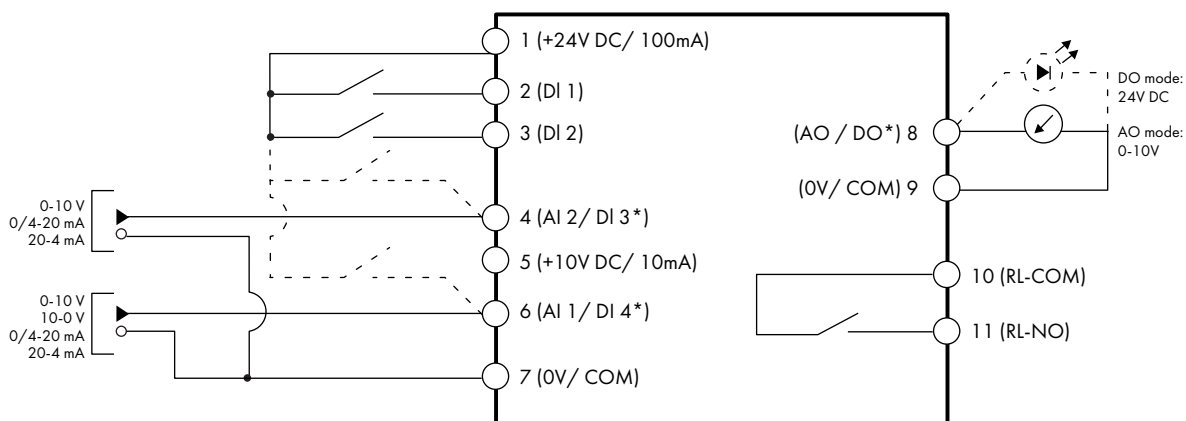 1 (+24V DC/ 100mA)
2 (DI 1)
3 (DI 2)
4 (AI 2/ DI 3*)
5 (+10V DC/ 10mA)
6 (AI 1/ DI 4*)
7 (0V/ COM)
0-10 V
0/4-20 mA
20-4 mA
0-10 V
10-0 V
0/4-20 mA
20-4 mA
(AO / DO*) 8
(0V/ COM) 9
10 (RL-COM)
11 (RL-NO)
DO mode:
24V DC
AO mode:
0-10V